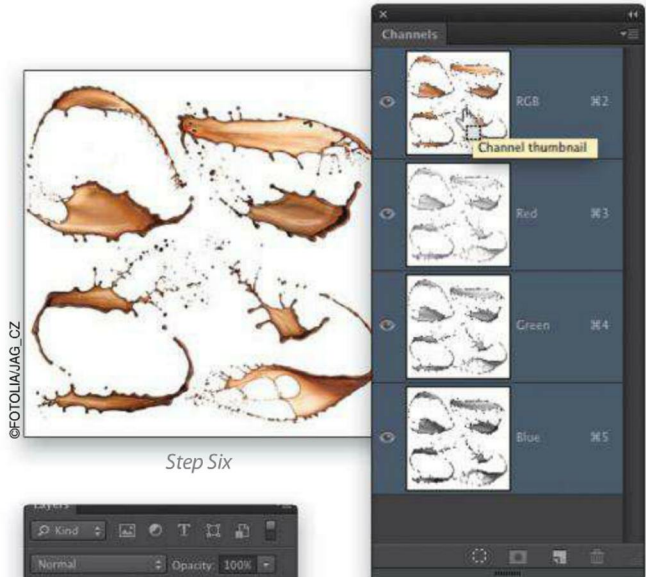 Channels
RGB ⌘2
Channel thumbnail
Red ⌘3
Green ⌘4
Blue ⌘5
©FOTOLIA/JAG_CZ
Step Six
Layers
Kind T
Normal Opacity: 100%